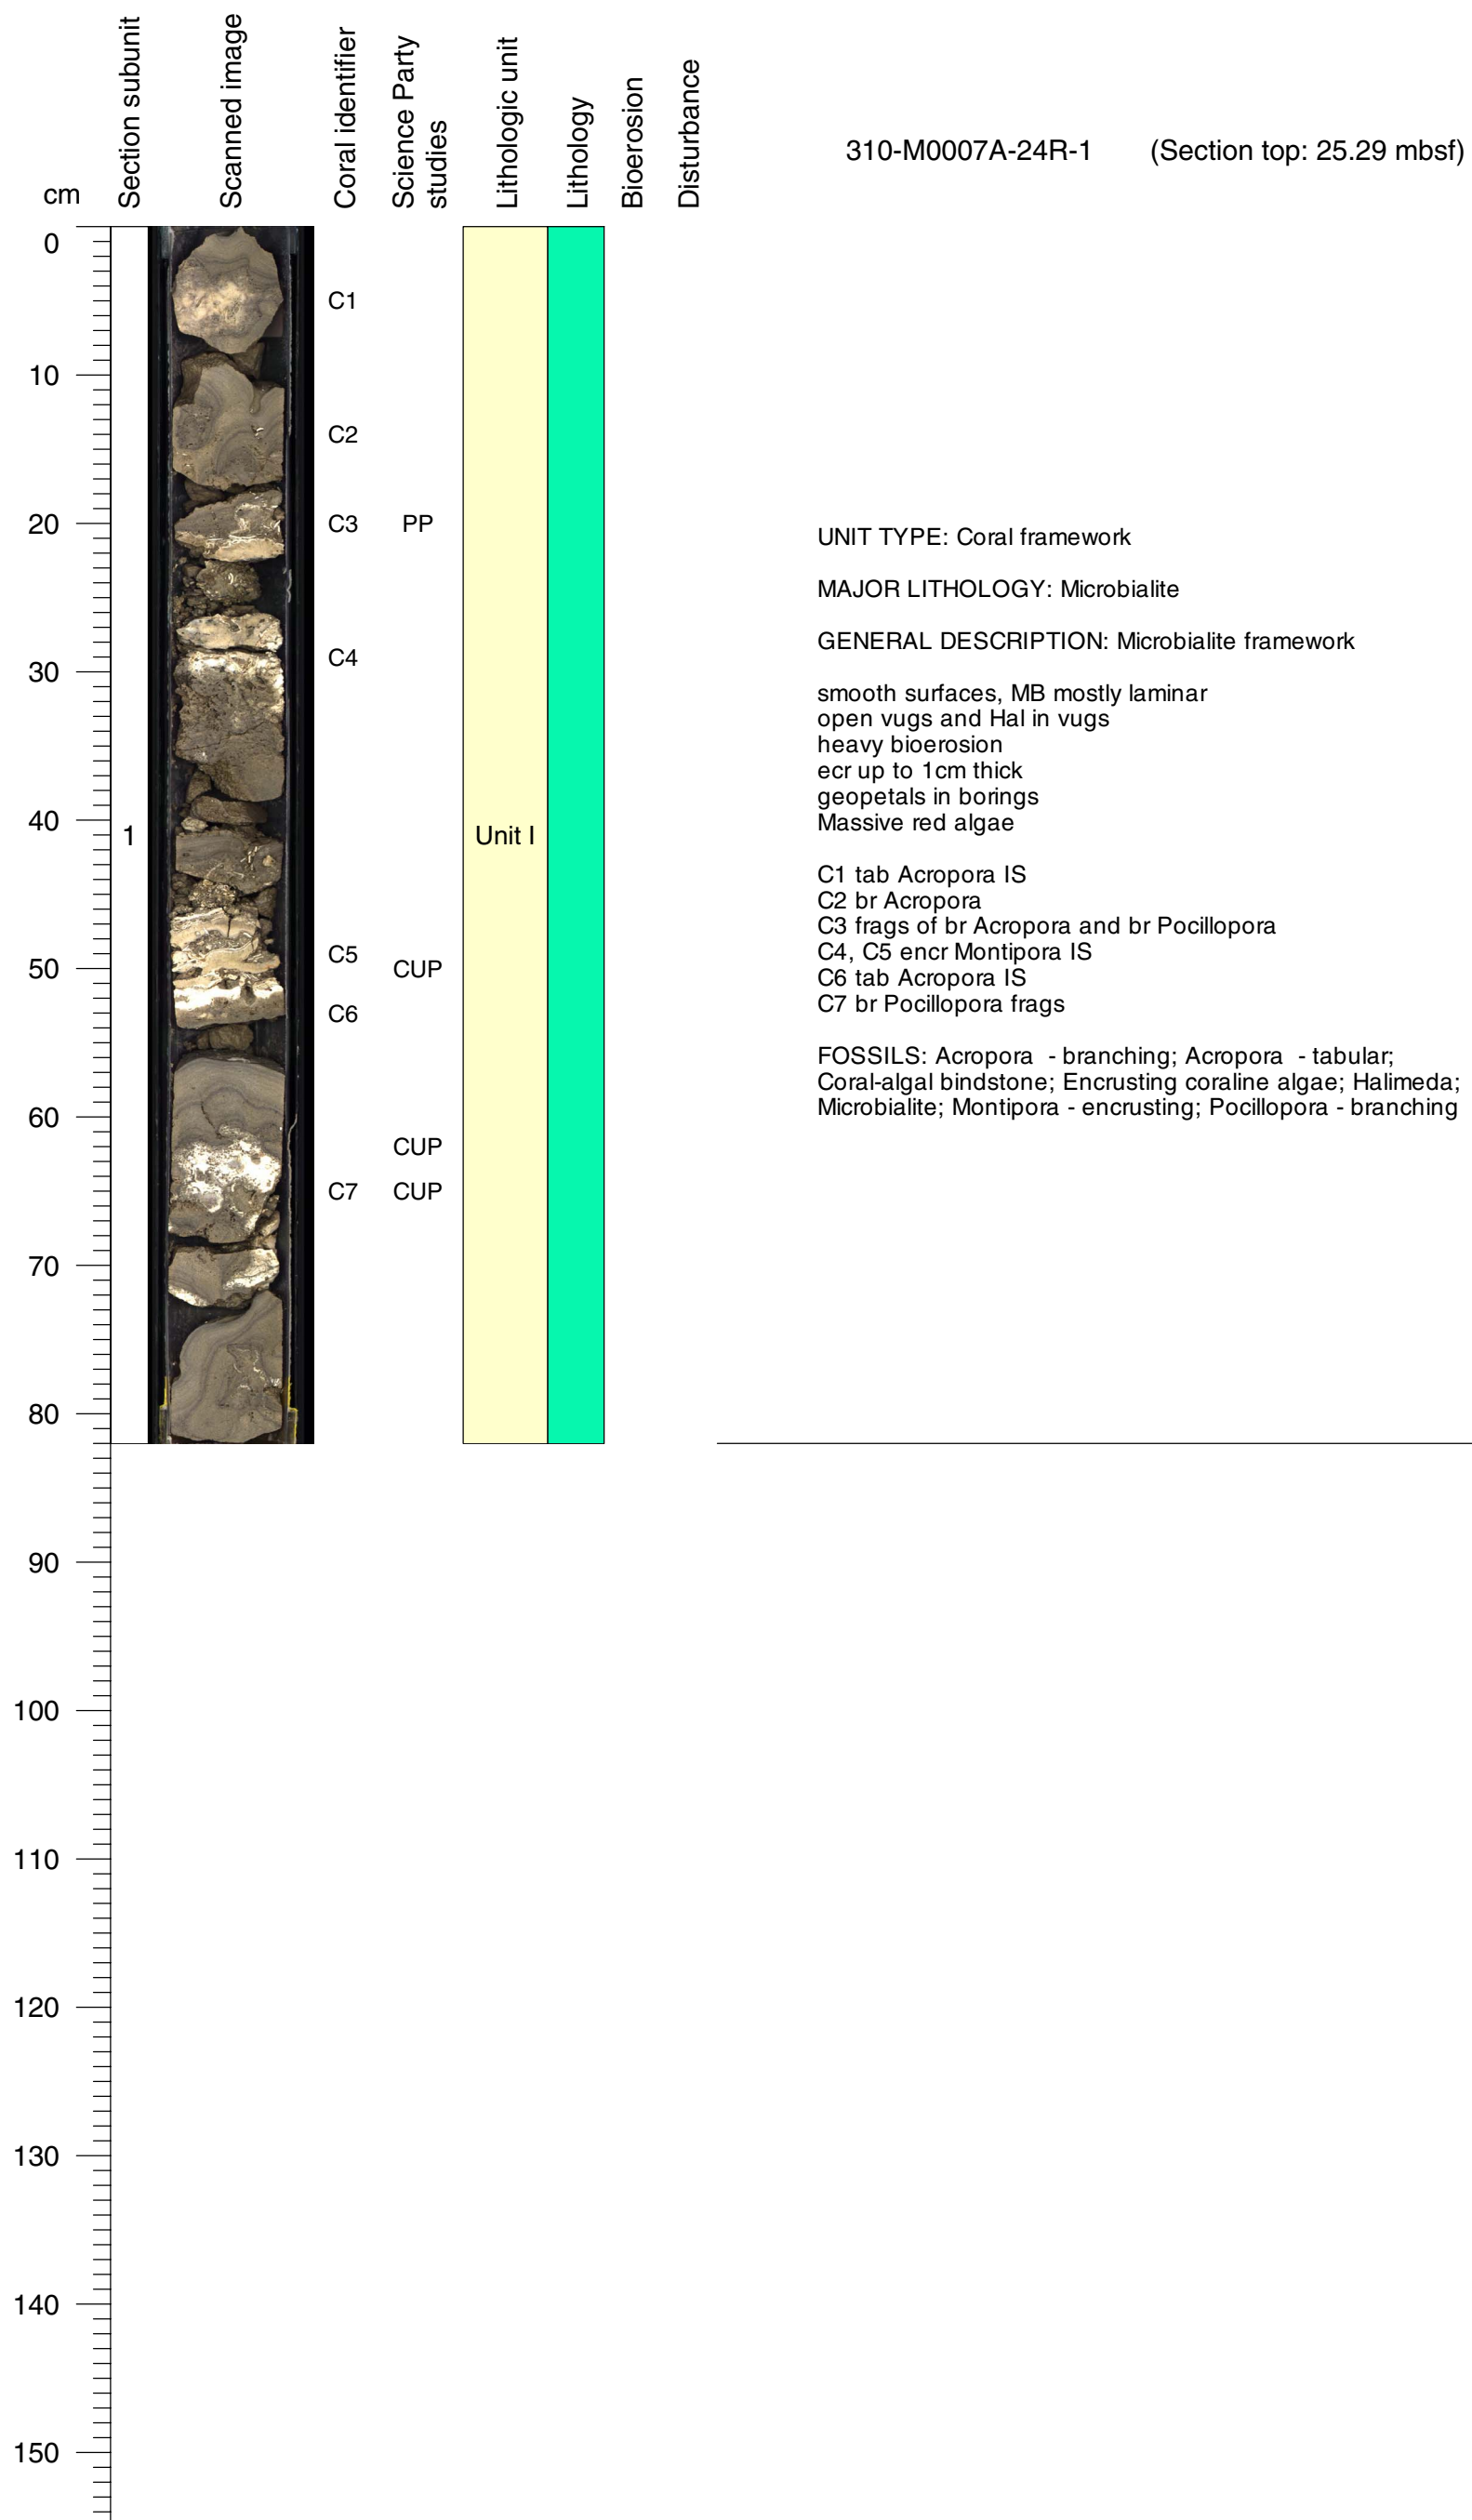 cm
Section subunit
Scanned image
Coral identifier
Science Party
studies
Lithologic unit
Lithology
Bioerosion
Disturbance
310-M0007A-24R-1 (Section top: 25.29 mbsf)
0
C1
10
C2
20
C3 PP
30
C4
40
1
Unit I
50
C5
CUP
C6
60
CUP
C7 CUP
70
80
90
100
110
120
130
140
150
UNIT TYPE: Coral framework
MAJOR LITHOLOGY: Microbialite
GENERAL DESCRIPTION: Microbialite framework
smooth surfaces, MB mostly laminar
open vugs and Hal in vugs
heavy bioerosion
ecr up to 1cm thick
geopetals in borings
Massive red algae
C1 tab Acropora IS
C2 br Acropora
C3 frags of br Acropora and br Pocillopora
C4, C5 encr Montipora IS
C6 tab Acropora IS
C7 br Pocillopora frags
FOSSILS: Acropora - branching; Acropora - tabular;
Coral-algal bindstone; Encrusting coraline algae; Halimeda;
Microbialite; Montipora - encrusting; Pocillopora - branching